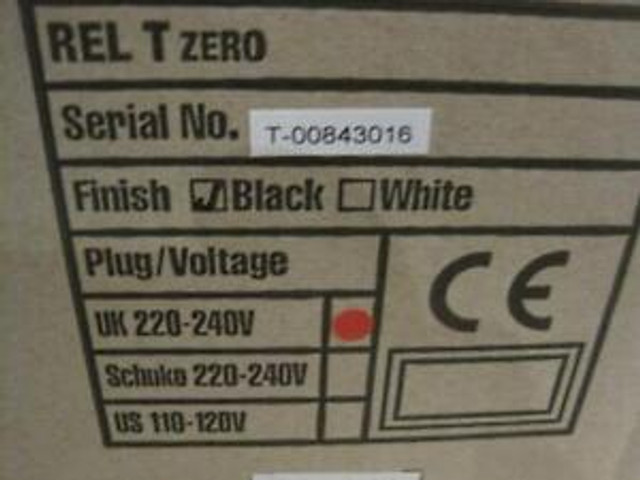 REL T ZERO
Serial No. T-00843016
Finish Black White
Plug/Voltage
UK 220-240V
Schuko 220-240V
US 110-120V
CE